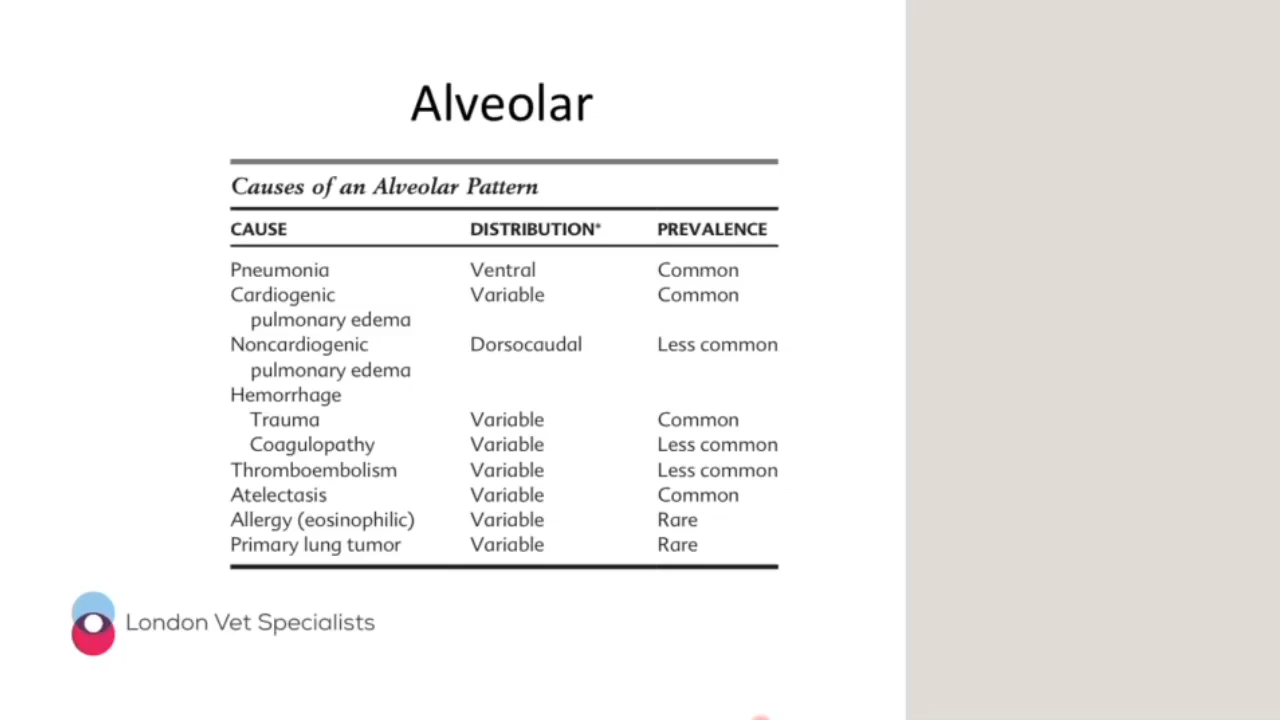 Alveolar
Causes of an Alveolar Pattern
CAUSE DISTRIBUTION* PREVALENCE
Pneumonia Ventral Common
Cardiogenic Variable Common
pulmonary edema
Noncardiogenic Dorsocaudal Less common
pulmonary edema
Hemorrhage
Trauma Variable Common
Coagulopathy Variable Less common
Thromboembolism Variable Less common
Atelectasis Variable Common
Allergy (eosinophilic) Variable Rare
Primary lung tumor Variable Rare
London Vet Specialists